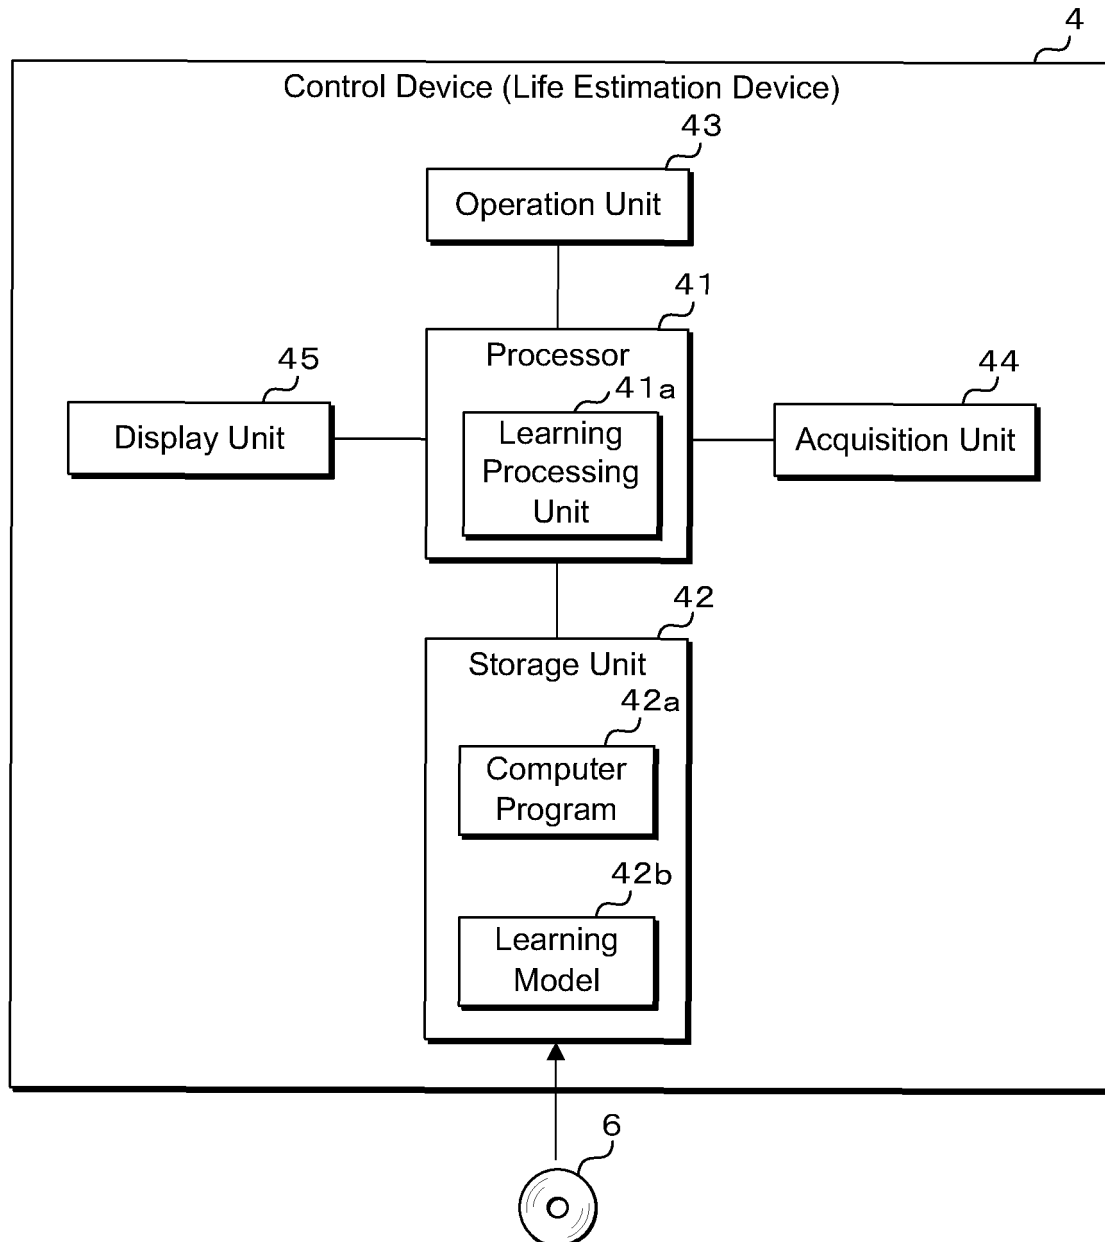 4
Control Device (Life Estimation Device)
43
Operation Unit
41
Processor
45
Display Unit
41a
Learning
Processing
Unit
44
Acquisition Unit
42
Storage Unit
42a
Computer
Program
42b
Learning
Model
6